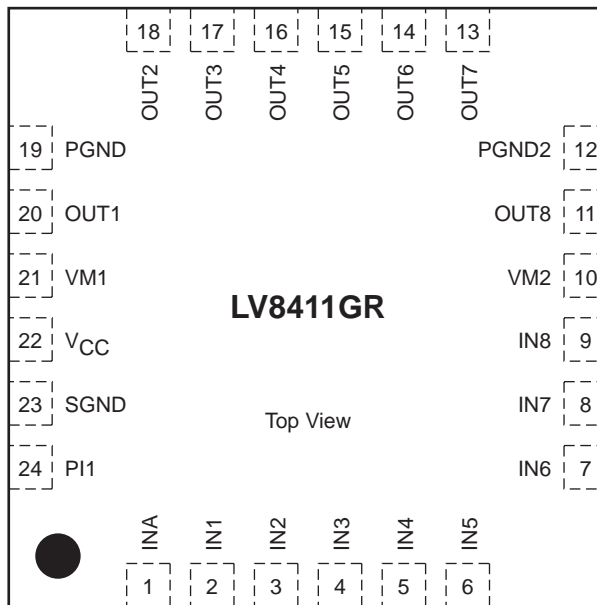 18 17 16 15 14 13
OUT2 OUT3 OUT4 OUT5 OUT6 OUT7
19 PGND PGND2 12
20 OUT1 OUT8 11
21 VM1 VM2 10
LV8411GR
22 VCC IN8 9
23 SGND IN7 8
Top View
24 PI1 IN6 7
INA IN1 IN2 IN3 IN4 IN5
1 2 3 4 5 6